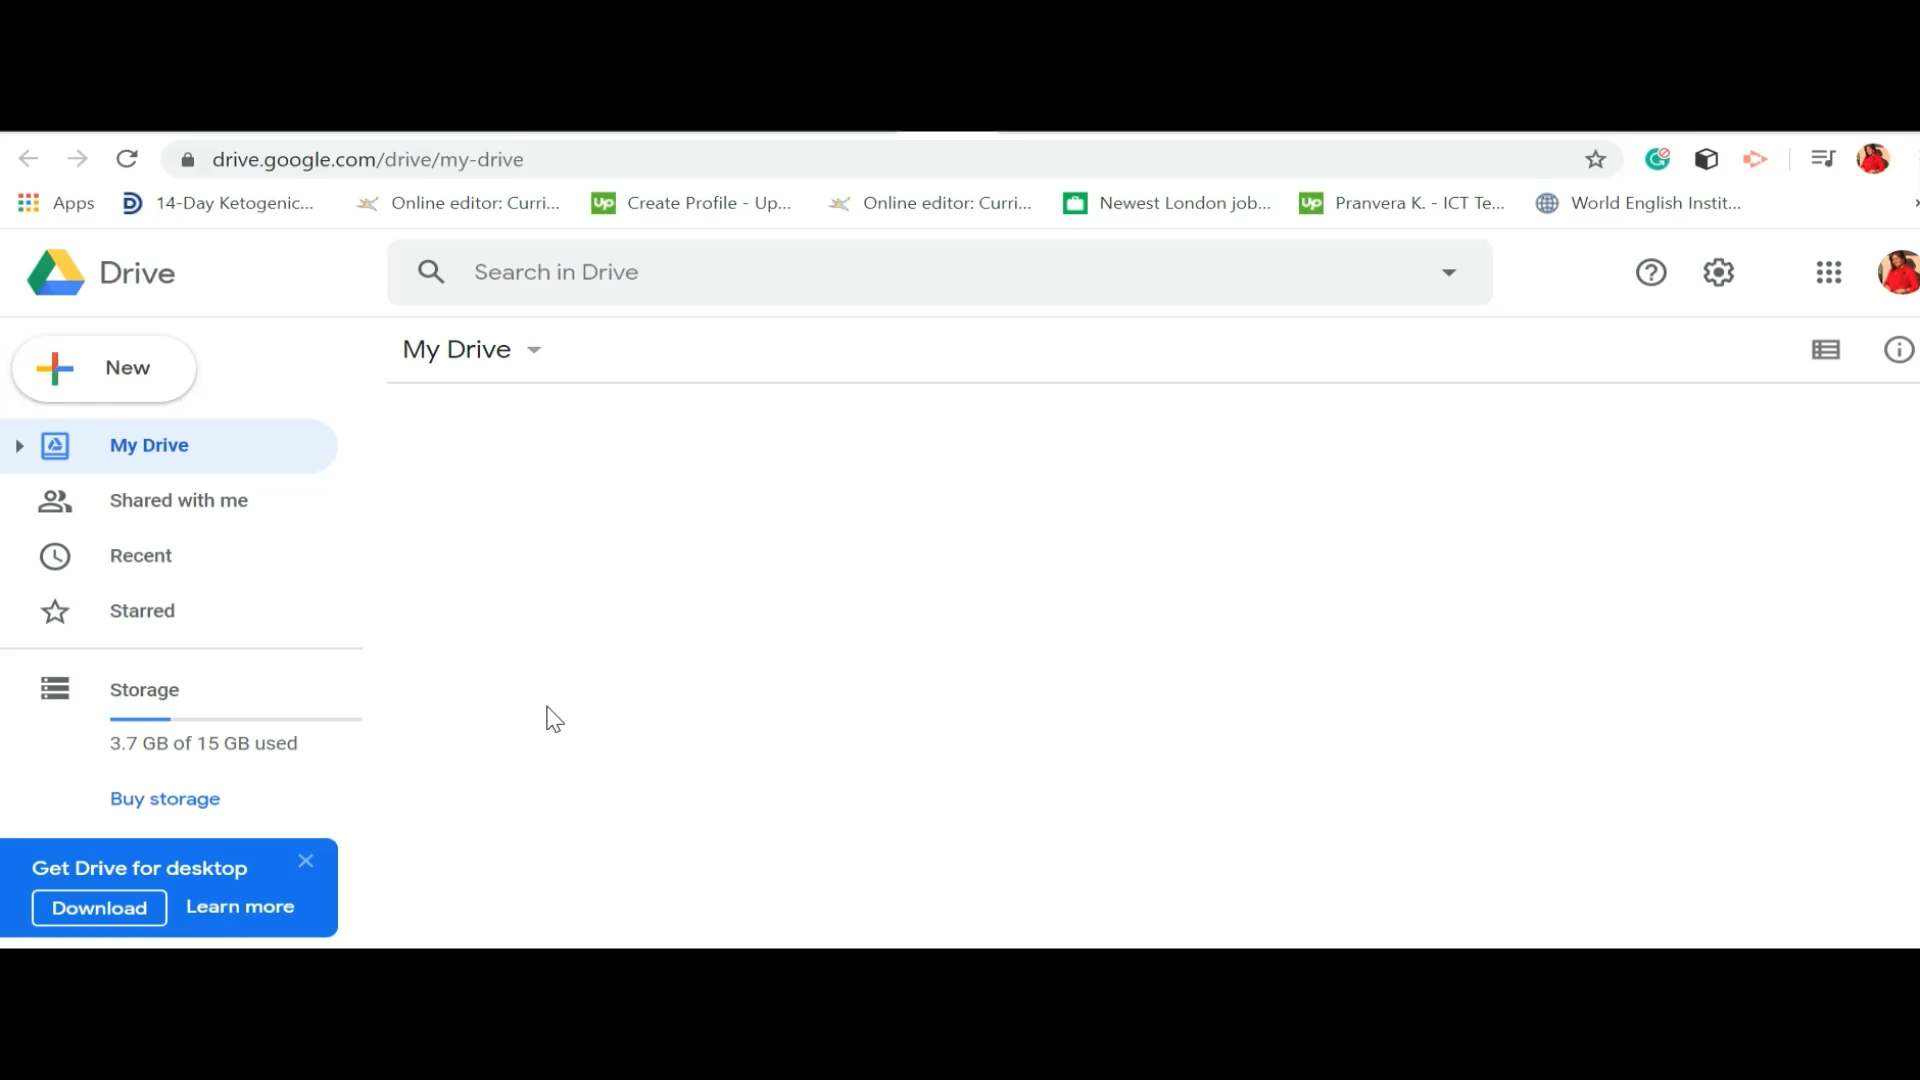 drive.google.com/drive/my-drive
Apps 14-Day Ketogenic... Online editor: Curri... Create Profile - Up... Online editor: Curri... Newest London job... Pranvera K. - ICT Te... World English Instit...
Drive Search in Drive
New
My Drive
My Drive
Shared with me
Recent
Starred
Storage
3.7 GB of 15 GB used
Buy storage
Get Drive for desktop
Download Learn more